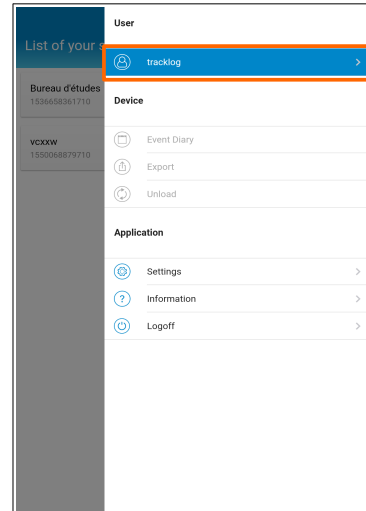 User
List of your s
tracklog
Bureau d'études
1536658361710
Device
vcxxw
1550068879710
Event Diary
Export
Unload
Application
Settings
? Information
Logoff